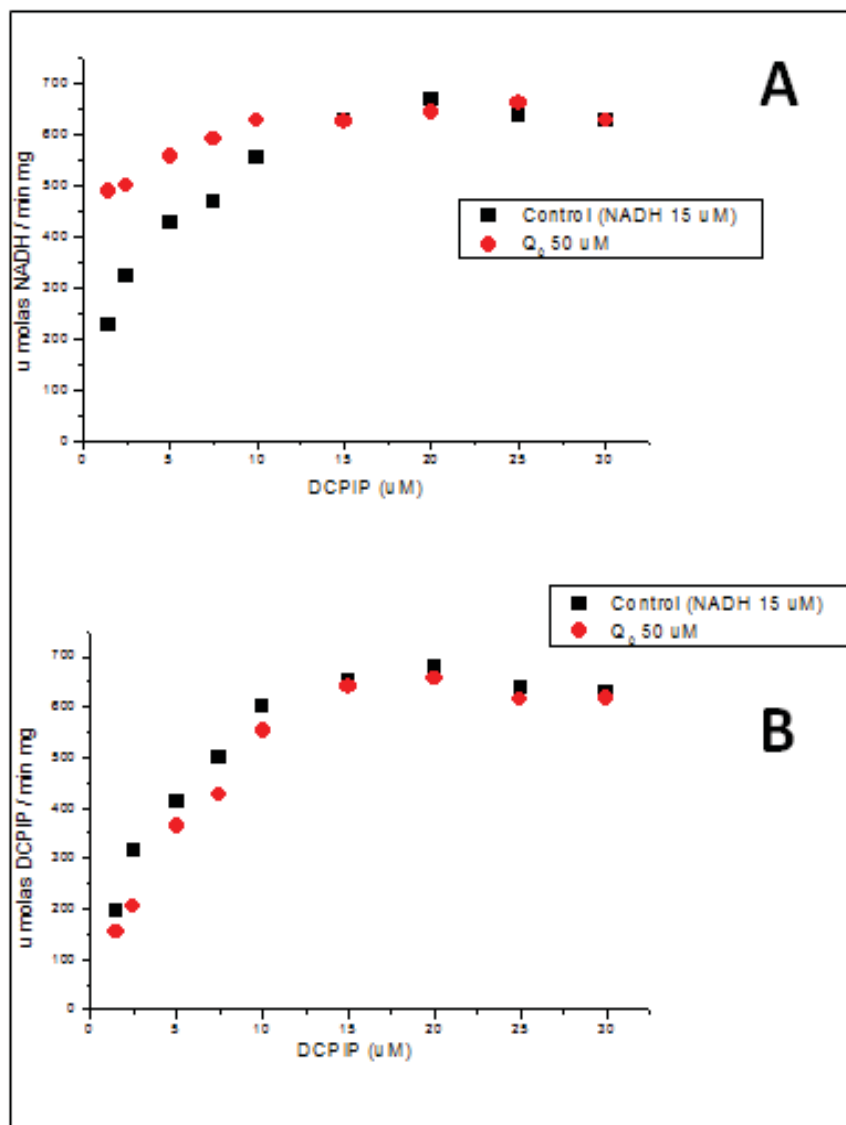 A
700
600
500
400
300
200
100
0
u molas NADH / min mg
Control (NADH 15 uM)
Q0 50 uM
0 5 10 15 20 25 30
DCPIP (uM)
Control (NADH 15 uM)
Q0 50 uM
B
700
600
500
400
300
200
100
0
u molas DCPIP / min mg
0 5 10 15 20 25 30
DCPIP (uM)